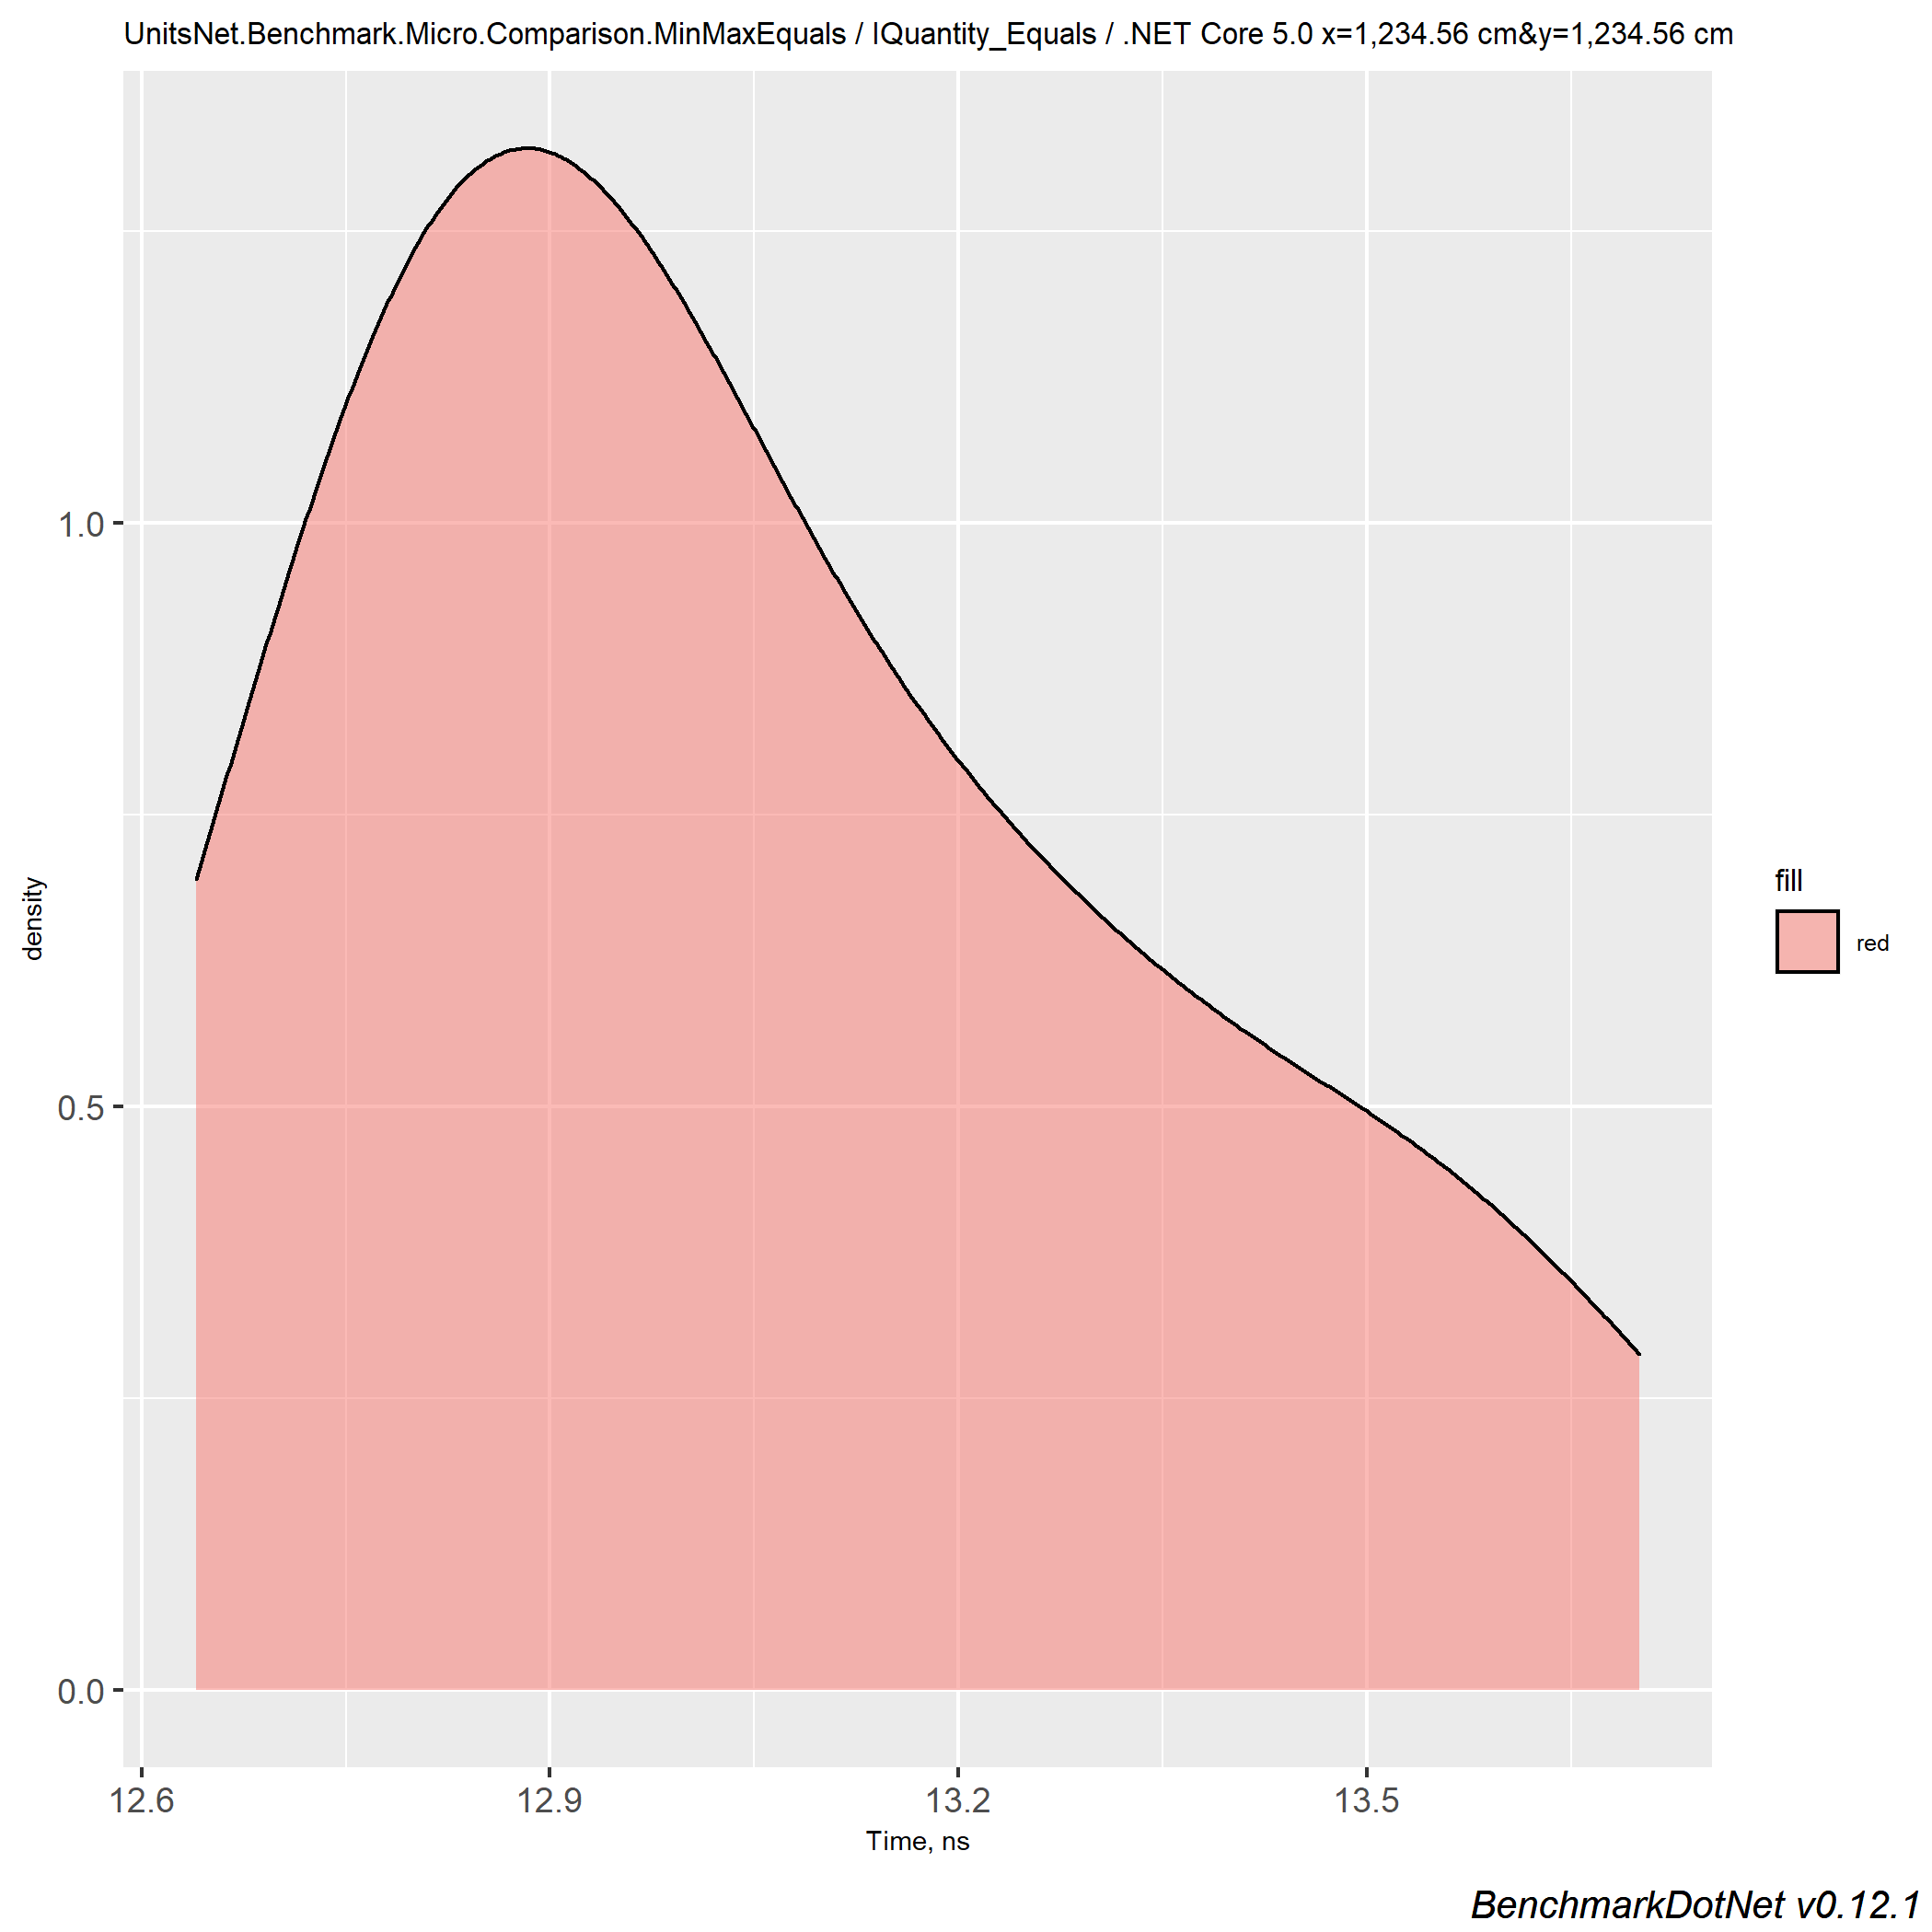 UnitsNet.Benchmark.Micro.Comparison.MinMaxEquals / IQuantity_Equals / .NET Core 5.0 x=1,234.56 cm&y=1,234.56 cm
1.0
0.5
0.0
density
12.6 12.9 13.2 13.5
Time, ns
fill
red
BenchmarkDotNet v0.12.1